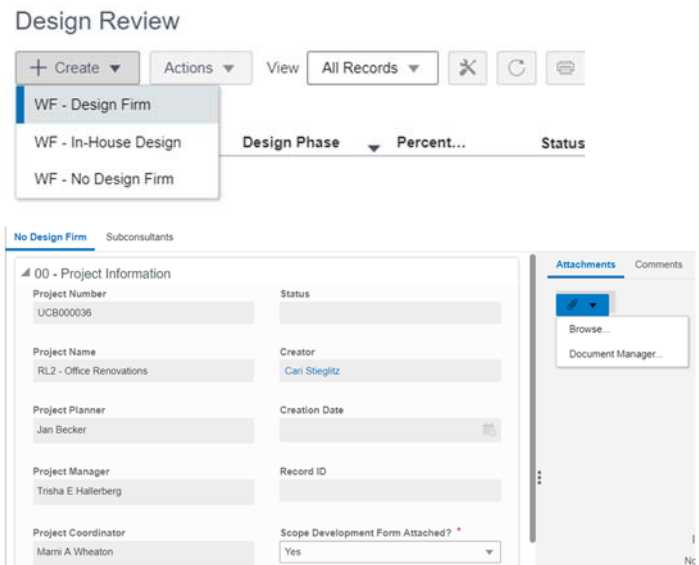 Design Review
+ Create Actions View All Records
WF - Design Firm
WF - In-House Design
WF - No Design Firm
Design Phase Percent... Status
No Design Firm Subconsultants
Attachments Comments
00 - Project Information
Project Number Status
UCB000036
Browse...
Document Manager...
Project Name Creator
RL2 - Office Renovations Cari Stieglitz
Project Planner Creation Date
Jan Becker
Project Manager Record ID
Trisha E Hallerberg
Project Coordinator Scope Development Form Attached? *
Marni A Wheaton Yes
No